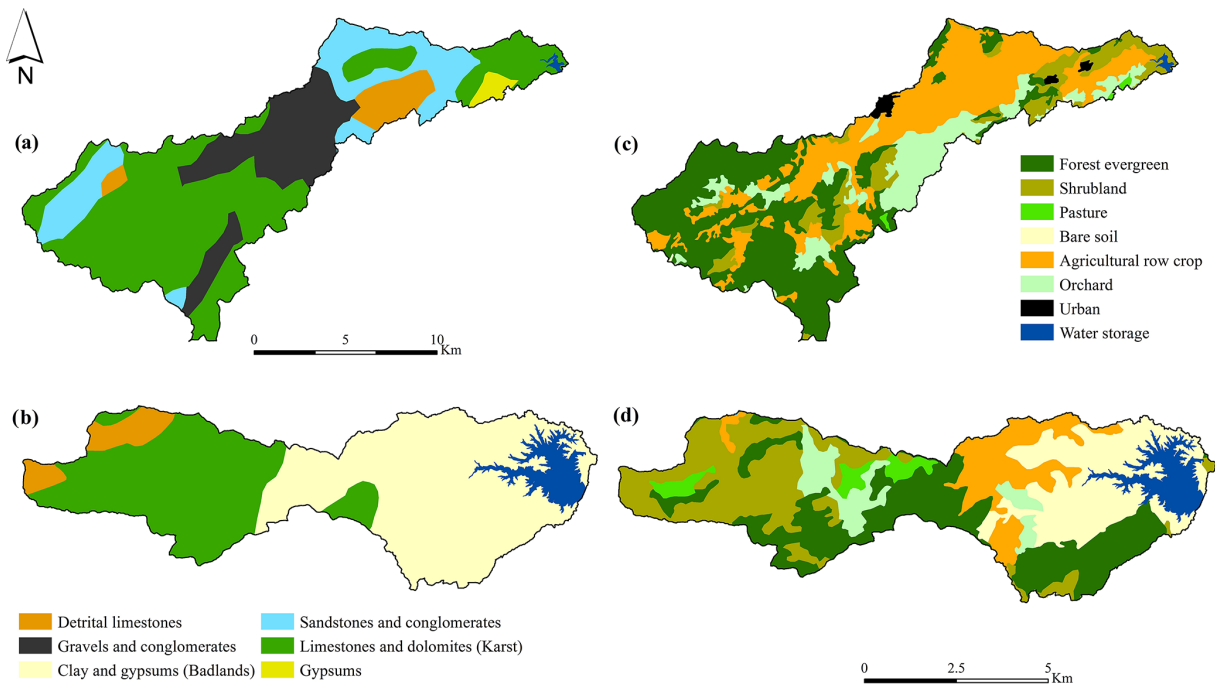 N
(a)
0 5 10
Km
(c)
Forest evergreen
Shrubland
Pasture
Bare soil
Agricultural row crop
Orchard
Urban
Water storage
(b)
Detrital limestones
Gravels and conglomerates
Clay and gypsums (Badlands)
Sandstones and conglomerates
Limestones and dolomites (Karst)
Gypsums
(d)
0 2.5 5
Km